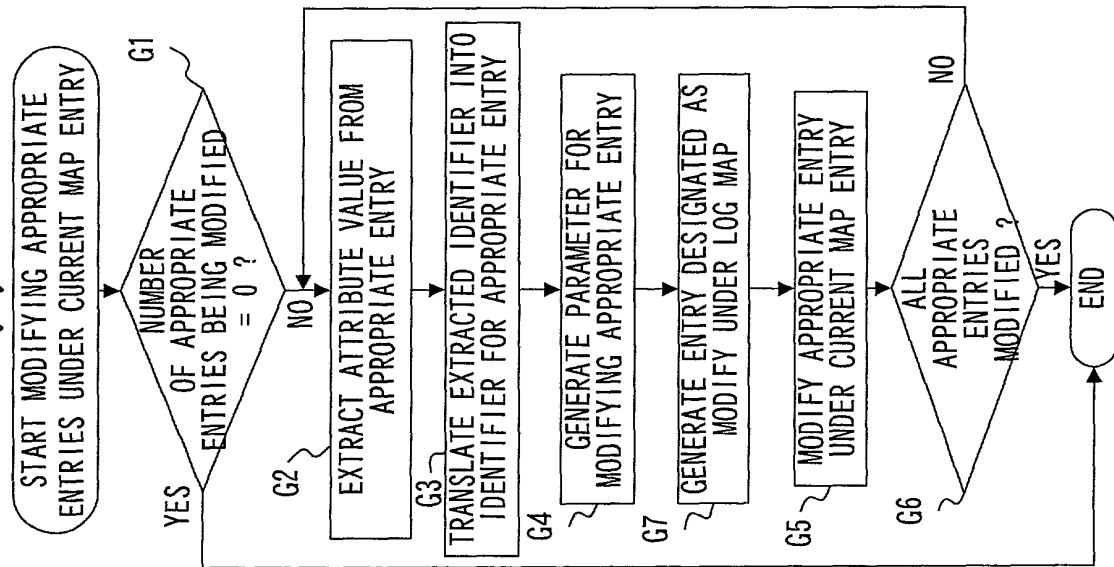 START MODIFYING APPROPRIATE
ENTRIES UNDER CURRENT MAP ENTRY
G1
NUMBER
OF APPROPRIATE
ENTRIES BEING MODIFIED
= 0 ?
YES
NO
G2
EXTRACT ATTRIBUTE VALUE FROM
APPROPRIATE ENTRY
G3
TRANSLATE EXTRACTED IDENTIFIER INTO
IDENTIFIER FOR APPROPRIATE ENTRY
G4
GENERATE PARAMETER FOR
MODIFYING APPROPRIATE ENTRY
G7
GENERATE ENTRY DESIGNATED AS
MODIFY UNDER LOG MAP
G5
MODIFY APPROPRIATE ENTRY
UNDER CURRENT MAP ENTRY
G6
ALL
APPROPRIATE
ENTRIES
MODIFIED ?
NO
YES
END